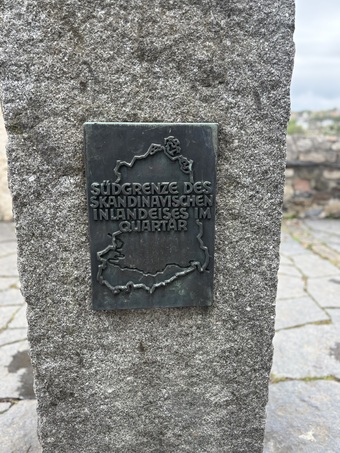 SÜDGRENZE DES
SKANDINAVISCHEN
INLANDEISES IM
QUARTÄR